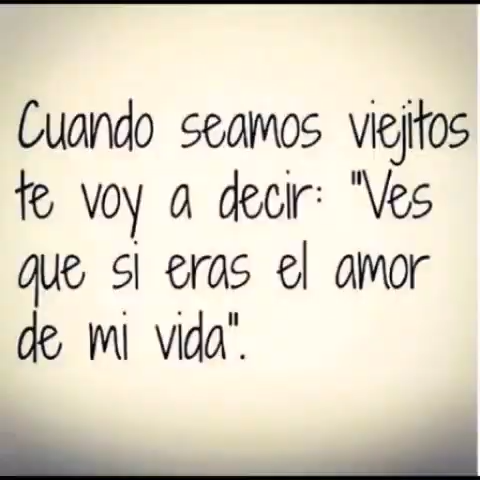 Cuando seamos viejitos
te voy a decir: "Ves
que si eras el amor
de mi vida".